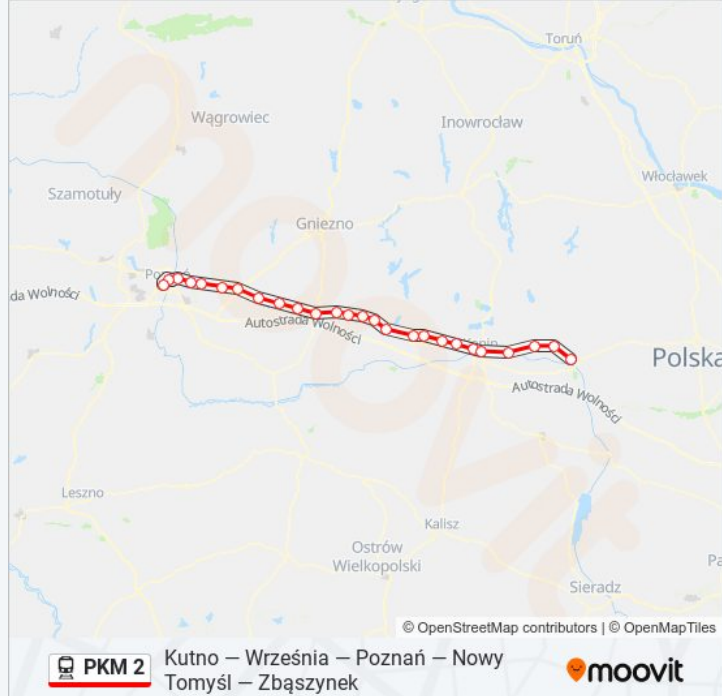 Toruń
Wągrowiec
Inowrocław
Włocławek
Szamotuły
Gniezno
da Wolności
Autostrada Wolności
Polska
Autostrada Wolności
Leszno
Kalisz
Ostrów
Wielkopolski
Sieradz
moovit
© OpenStreetMap contributors | © OpenMapTiles
PKM 2
Kutno — Września — Poznań — Nowy
Tomyśl — Zbąszynek
moovit